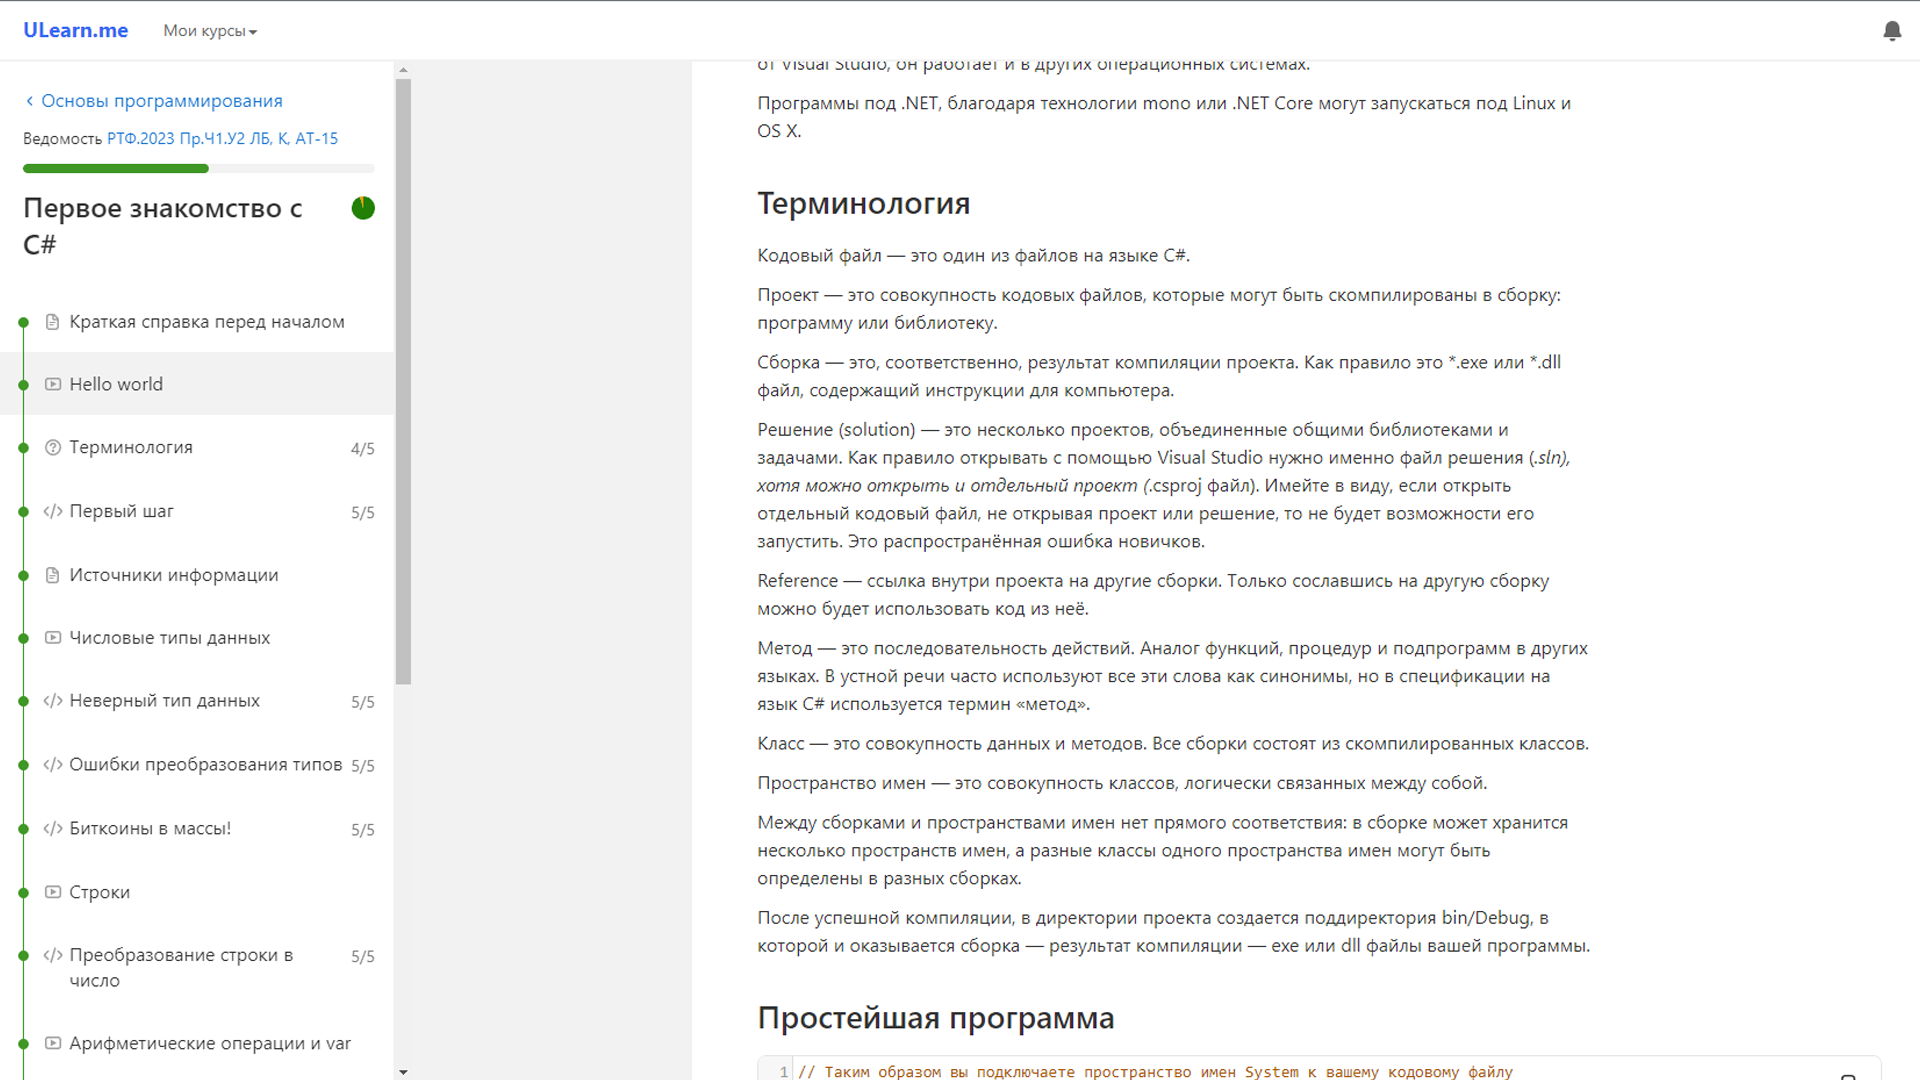 ULearn.me
Мои курсы
Основы программирования
Ведомость РТФ.2023 Пр.Ч1.У2 ЛБ, К, АТ-15
Первое знакомство с
C#
Краткая справка перед началом
Hello world
Терминология 4/5
Первый шаг 5/5
Источники информации
Числовые типы данных
Неверный тип данных 5/5
Ошибки преобразования типов 5/5
Биткоины в массы! 5/5
Строки
Преобразование строки в 5/5
число
Арифметические операции и var
от Visual Studio, он работает и в других операционных системах.
Программы под .NET, благодаря технологии mono или .NET Core могут запускаться под Linux и
OS X.
Терминология
Кодовый файл — это один из файлов на языке C#.
Проект — это совокупность кодовых файлов, которые могут быть скомпилированы в сборку:
программу или библиотеку.
Сборка — это, соответственно, результат компиляции проекта. Как правило это *.exe или *.dll
файл, содержащий инструкции для компьютера.
Решение (solution) — это несколько проектов, объединенные общими библиотеками и
задачами. Как правило открывать с помощью Visual Studio нужно именно файл решения (.sln),
хотя можно открыть и отдельный проект (.csproj файл). Имейте в виду, если открыть
отдельный кодовый файл, не открывая проект или решение, то не будет возможности его
запустить. Это распространённая ошибка новичков.
Reference — ссылка внутри проекта на другие сборки. Только сославшись на другую сборку
можно будет использовать код из неё.
Метод — это последовательность действий. Аналог функций, процедур и подпрограмм в других
языках. В устной речи часто используют все эти слова как синонимы, но в спецификации на
язык C# используется термин «метод».
Класс — это совокупность данных и методов. Все сборки состоят из скомпилированных классов.
Пространство имен — это совокупность классов, логически связанных между собой.
Между сборками и пространствами имен нет прямого соответствия: в сборке может хранится
несколько пространств имен, а разные классы одного пространства имен могут быть
определены в разных сборках.
После успешной компиляции, в директории проекта создается поддиректория bin/Debug, в
которой и оказывается сборка — результат компиляции — exe или dll файлы вашей программы.
Простейшая программа
1 // Таким образом вы подключаете пространство имен System к вашему кодовому файлу